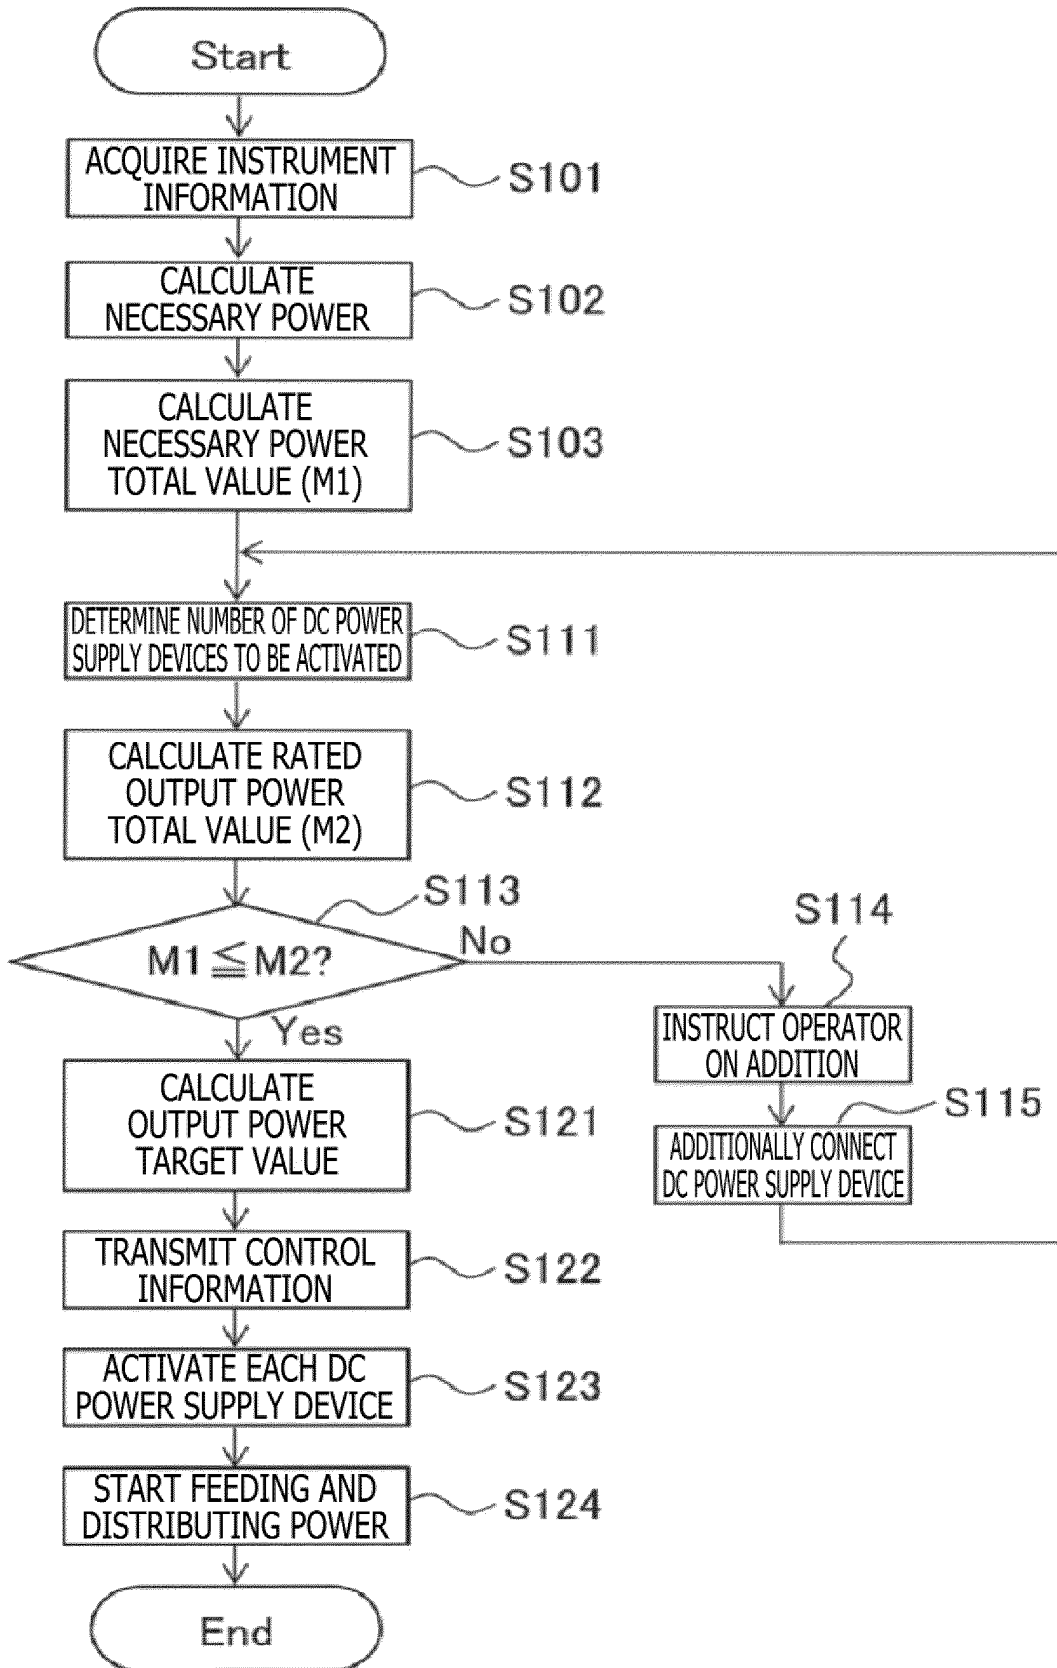 Start
ACQUIRE INSTRUMENT
INFORMATION
S101
CALCULATE
NECESSARY POWER
S102
CALCULATE
NECESSARY POWER
TOTAL VALUE (M1)
S103
DETERMINE NUMBER OF DC POWER
SUPPLY DEVICES TO BE ACTIVATED
S111
CALCULATE RATED
OUTPUT POWER
TOTAL VALUE (M2)
S112
S113
M1≦M2?
No
Yes
S114
INSTRUCT OPERATOR
ON ADDITION
S115
ADDITIONALLY CONNECT
DC POWER SUPPLY DEVICE
CALCULATE
OUTPUT POWER
TARGET VALUE
S121
TRANSMIT CONTROL
INFORMATION
S122
ACTIVATE EACH DC
POWER SUPPLY DEVICE
S123
START FEEDING AND
DISTRIBUTING POWER
S124
End